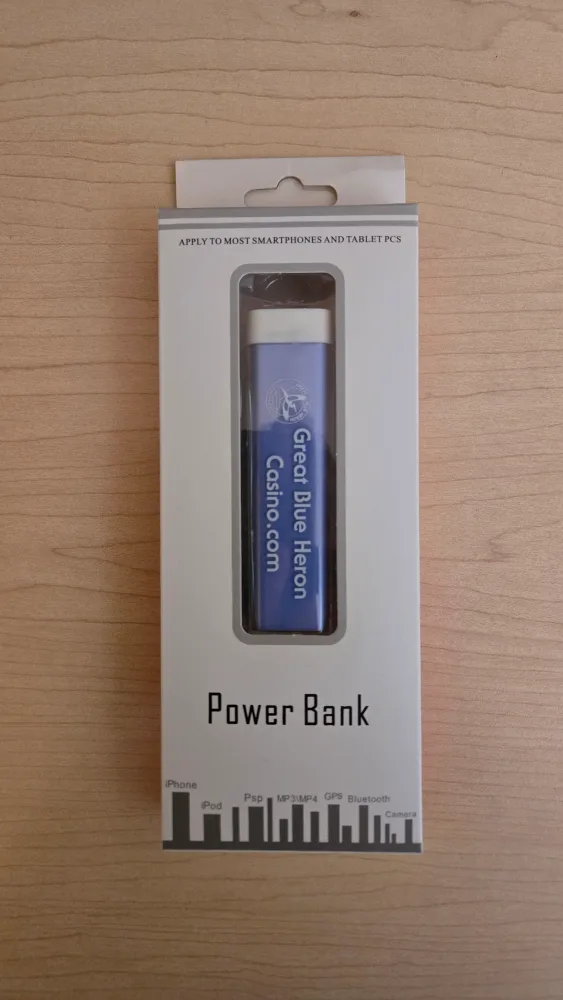 APPLY TO MOST SMARTPHONES AND TABLET PCS
Great Blue Heron
Casino.com
Power Bank
iPhone
iPod
Psp
MP3\MP4
GPS
Bluetooth
Camera